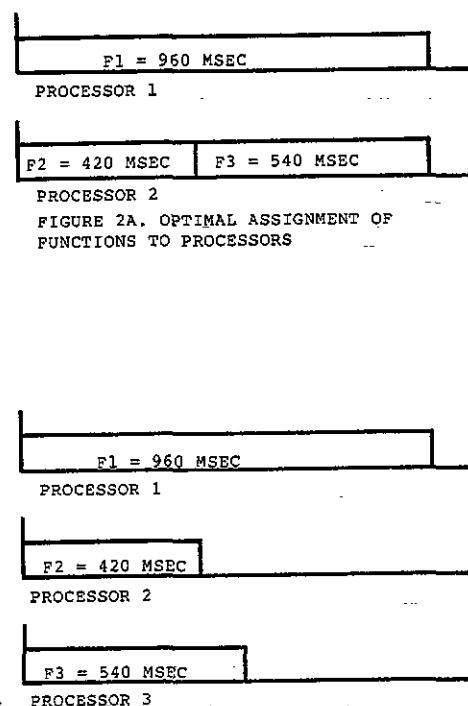 F1 = 960 MSEC
PROCESSOR 1
F2 = 420 MSEC F3 = 540 MSEC
PROCESSOR 2
FIGURE 2A. OPTIMAL ASSIGNMENT OF
FUNCTIONS TO PROCESSORS
F1 = 960 MSEC
PROCESSOR 1
F2 = 420 MSEC
PROCESSOR 2
F3 = 540 MSEC
PROCESSOR 3